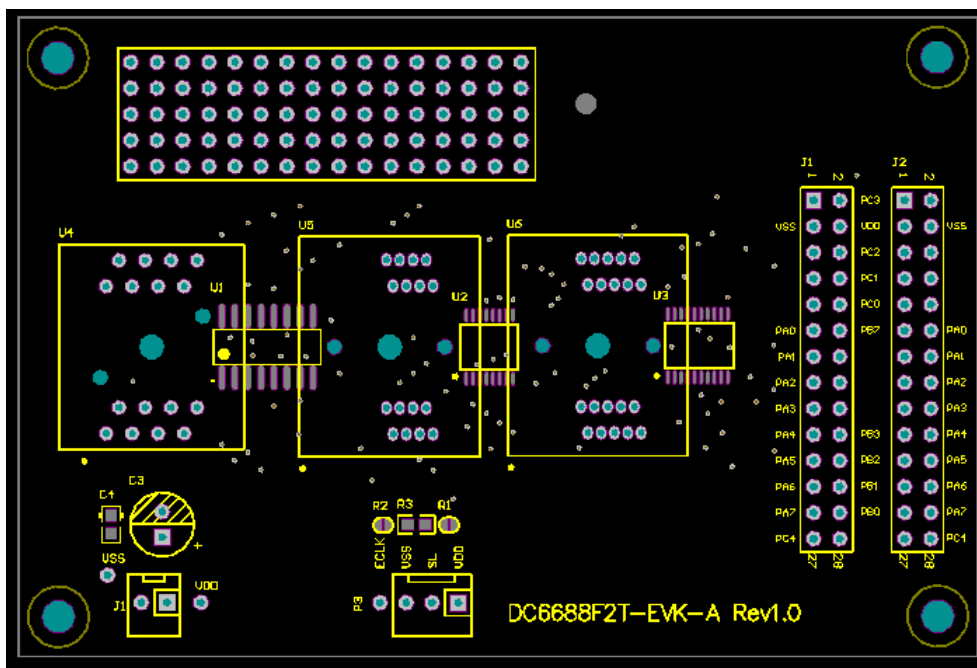 J1 J2
1 2 1 2
PC3
VSS VDD VSS
PC2
PC1
PC0
PA0 PB7 PA0
PA1 PA1
PA2 PA2
PA3 PA3
PA4 PB3 PA4
PA5 PB2 PA5
PA6 PB1 PA6
PA7 PB0 PA7
PC4 PC4
27 28 27 28
U4 U5 U6
U1 U2 U3
C4 C3
+
VSS
J1 VDD
R2 R3 R1
ECLK VSS SL VDD
P3
DC6688F2T-EVK-A Rev1.0